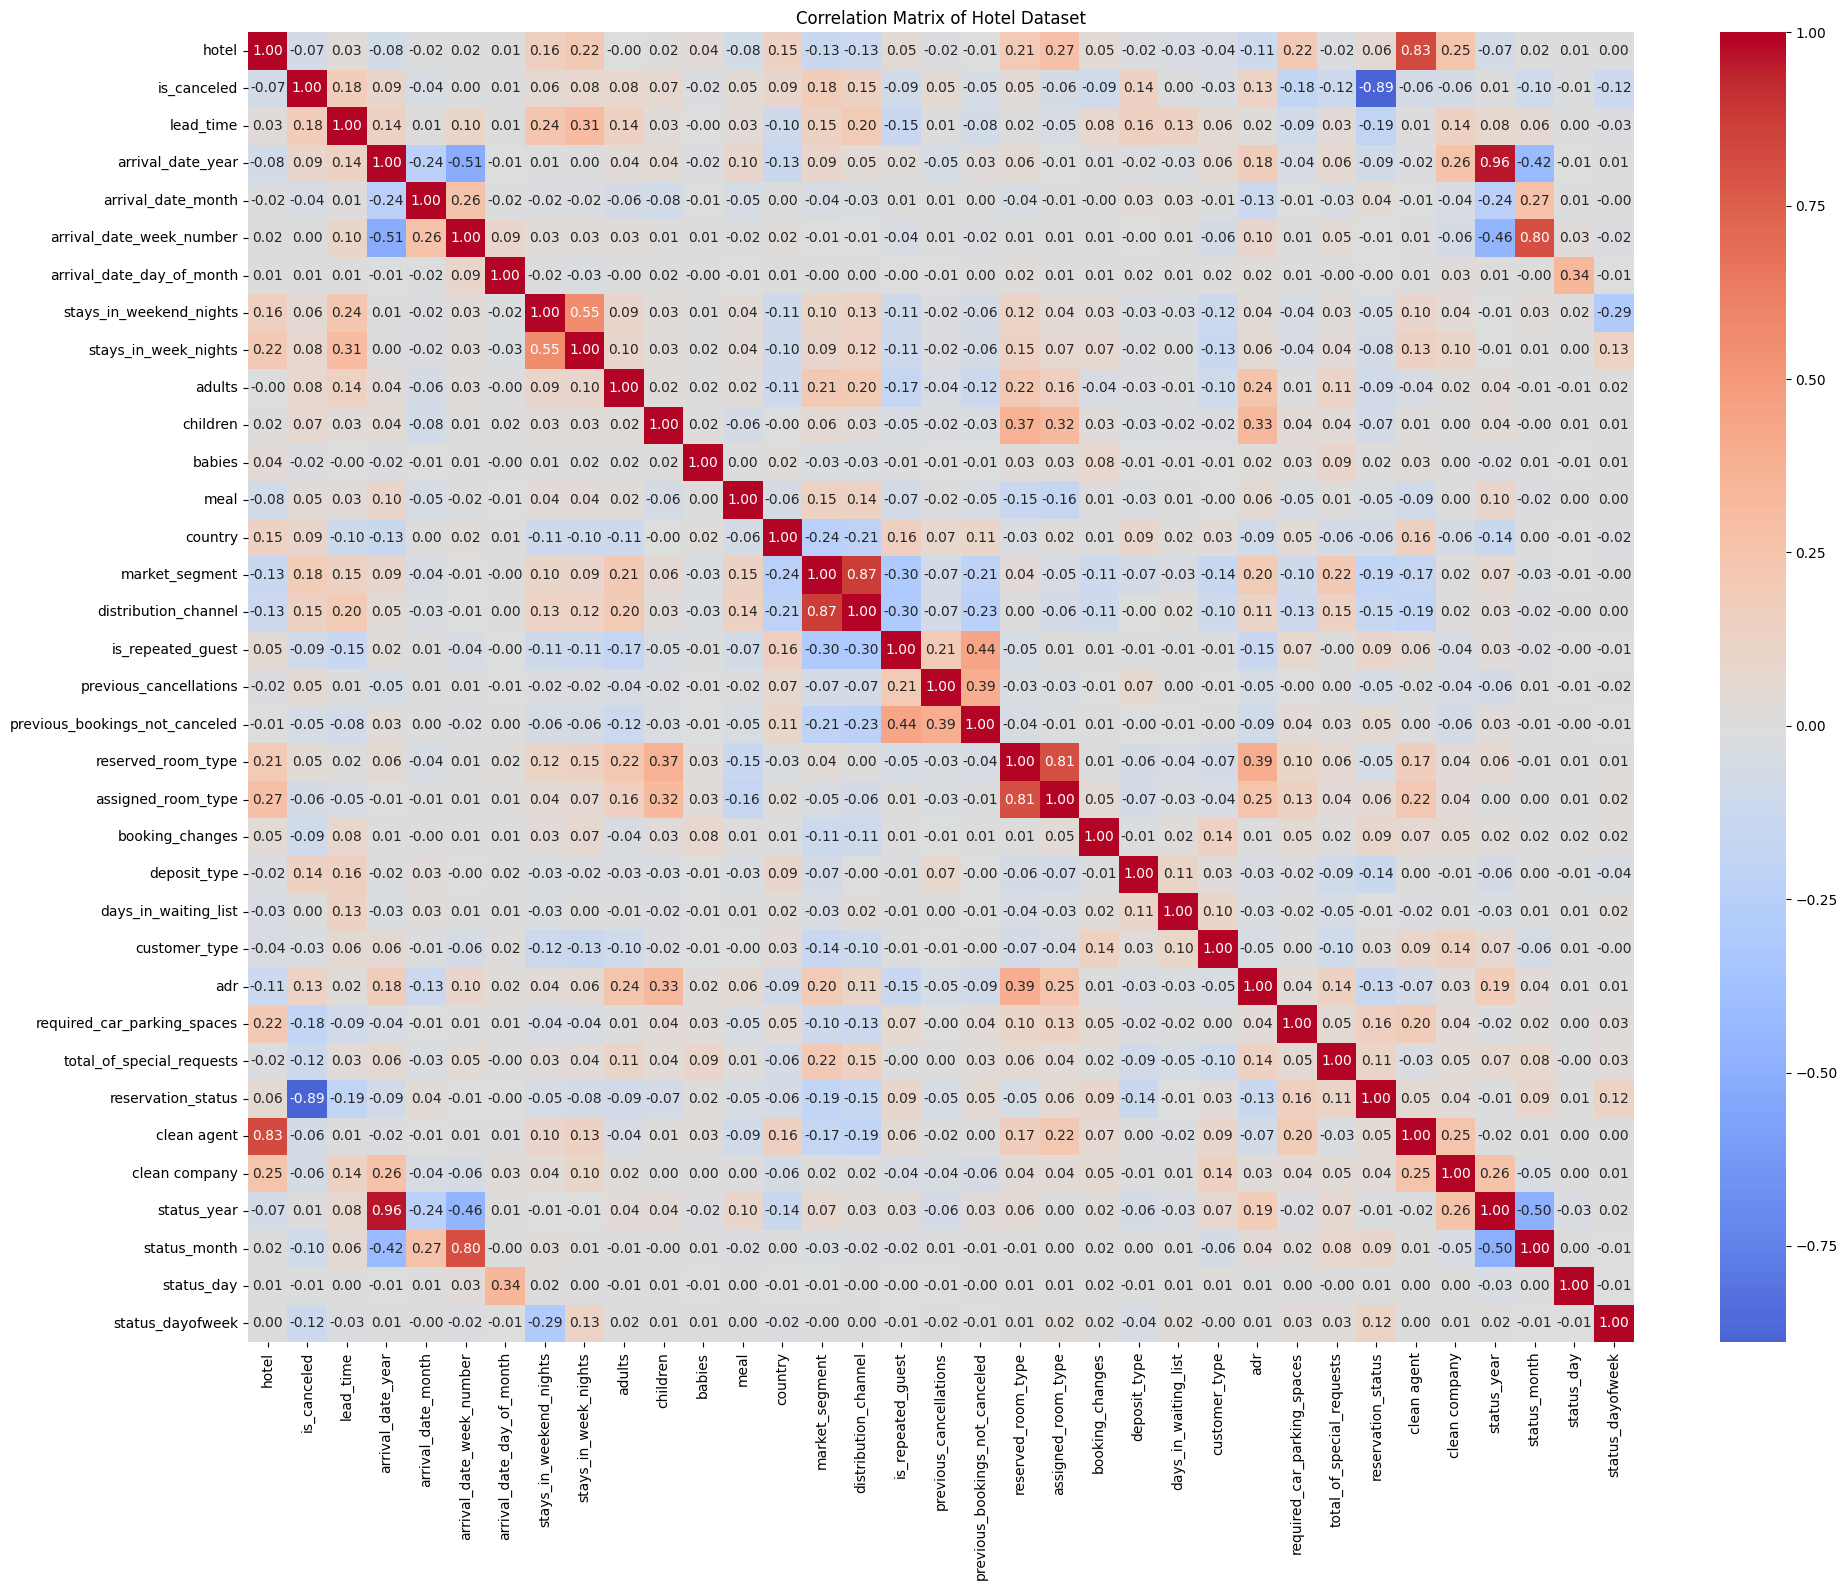 Correlation Matrix of Hotel Dataset
hotel 1.00 -0.07 0.03 -0.08 -0.02 0.02 0.01 0.16 0.22 -0.00 0.02 0.04 -0.08 0.15 -0.13 -0.13 0.05 -0.02 -0.01 0.21 0.27 0.05 -0.02 -0.03 -0.04 -0.11 0.22 -0.02 0.06 0.83 0.25 -0.07 0.02 0.01 0.00
is_canceled -0.07 1.00 0.18 0.09 -0.04 0.00 0.01 0.06 0.08 0.08 0.07 -0.02 0.05 0.09 0.18 0.15 -0.09 0.05 -0.05 0.05 -0.06 -0.09 0.14 0.00 -0.03 0.13 -0.18 -0.12 -0.89 -0.06 -0.06 0.01 -0.10 -0.01 -0.12
lead_time 0.03 0.18 1.00 0.14 0.01 0.10 0.01 0.24 0.31 0.14 0.03 -0.00 0.03 -0.10 0.15 0.20 -0.15 0.01 -0.08 0.02 -0.05 0.08 0.16 0.13 0.06 0.02 -0.09 0.03 -0.19 0.01 0.14 0.08 0.06 0.00 -0.03
arrival_date_year -0.08 0.09 0.14 1.00 -0.24 -0.51 -0.01 0.01 0.00 0.04 0.04 -0.02 0.10 -0.13 0.09 0.05 0.02 -0.05 0.03 0.06 -0.01 0.01 -0.02 -0.03 0.06 0.18 -0.04 0.06 -0.09 -0.02 0.26 0.96 -0.42 -0.01 0.01
arrival_date_month -0.02 -0.04 0.01 -0.24 1.00 0.26 -0.02 -0.02 -0.02 -0.06 -0.08 -0.01 -0.05 0.00 -0.04 -0.03 0.01 0.01 0.00 -0.04 -0.01 -0.00 0.03 0.03 -0.01 -0.13 -0.01 -0.03 0.04 -0.01 -0.04 -0.24 0.27 0.01 -0.00
arrival_date_week_number 0.02 0.00 0.10 -0.51 0.26 1.00 0.09 0.03 0.03 0.03 0.01 0.01 -0.02 0.02 -0.01 -0.01 -0.04 0.01 -0.02 0.01 0.01 0.01 -0.00 0.01 -0.06 0.10 0.01 0.05 -0.01 0.01 -0.06 -0.46 0.80 0.03 -0.02
arrival_date_day_of_month 0.01 0.01 0.01 -0.01 -0.02 0.09 1.00 -0.02 -0.03 -0.00 0.02 -0.00 -0.01 0.01 -0.00 0.00 -0.00 -0.01 0.00 0.02 0.01 0.01 0.02 0.01 0.02 0.02 0.01 -0.00 -0.00 0.01 0.03 0.01 -0.00 0.34 -0.01
stays_in_weekend_nights 0.16 0.06 0.24 0.01 -0.02 0.03 -0.02 1.00 0.55 0.09 0.03 0.01 0.04 -0.11 0.10 0.13 -0.11 -0.02 -0.06 0.12 0.04 0.03 -0.03 -0.03 -0.12 0.04 -0.04 0.03 -0.05 0.10 0.04 -0.01 0.03 0.02 -0.29
stays_in_week_nights 0.22 0.08 0.31 0.00 -0.02 0.03 -0.03 0.55 1.00 0.10 0.03 0.02 0.04 -0.10 0.09 0.12 -0.11 -0.02 -0.06 0.15 0.07 0.07 -0.02 0.00 -0.13 0.06 -0.04 0.04 -0.08 0.13 0.10 -0.01 0.01 0.00 0.13
adults -0.00 0.08 0.14 0.04 -0.06 0.03 -0.00 0.09 0.10 1.00 0.02 0.02 0.02 -0.11 0.21 0.20 -0.17 -0.04 -0.12 0.22 0.16 -0.04 -0.03 -0.01 -0.10 0.24 0.01 0.11 -0.09 -0.04 0.02 0.04 -0.01 -0.01 0.02
children 0.02 0.07 0.03 0.04 -0.08 0.01 0.02 0.03 0.03 0.02 1.00 0.02 -0.06 -0.00 0.06 0.03 -0.05 -0.02 -0.03 0.37 0.32 0.03 -0.03 -0.02 -0.02 0.33 0.04 0.04 -0.07 0.01 0.00 0.04 -0.00 0.01 0.01
babies 0.04 -0.02 -0.00 -0.02 -0.01 0.01 -0.00 0.01 0.02 0.02 0.02 1.00 0.00 0.02 -0.03 -0.03 -0.01 -0.01 -0.01 0.03 0.03 0.08 -0.01 -0.01 -0.01 0.02 0.03 0.09 0.02 0.03 0.00 -0.02 0.01 -0.01 0.01
meal -0.08 0.05 0.03 0.10 -0.05 -0.02 -0.01 0.04 0.04 0.02 -0.06 0.00 1.00 -0.06 0.15 0.14 -0.07 -0.02 -0.05 -0.15 -0.16 0.01 -0.03 0.01 -0.00 0.06 -0.05 0.01 -0.05 -0.09 0.00 0.10 -0.02 0.00 0.00
country 0.15 0.09 -0.10 -0.13 0.00 0.02 0.01 -0.11 -0.10 -0.11 -0.00 0.02 -0.06 1.00 -0.24 -0.21 0.16 0.07 0.11 -0.03 0.02 0.01 0.09 0.02 0.03 -0.09 0.05 -0.06 -0.06 0.16 -0.06 -0.14 0.00 -0.01 -0.02
market_segment -0.13 0.18 0.15 0.09 -0.04 -0.01 -0.00 0.10 0.09 0.21 0.06 -0.03 0.15 -0.24 1.00 0.87 -0.30 -0.07 -0.21 0.04 -0.05 -0.11 -0.07 -0.03 -0.14 0.20 -0.10 0.22 -0.19 -0.17 0.02 0.07 -0.03 -0.01 -0.00
distribution_channel -0.13 0.15 0.20 0.05 -0.03 -0.01 0.00 0.13 0.12 0.20 0.03 -0.03 0.14 -0.21 0.87 1.00 -0.30 -0.07 -0.23 0.00 -0.06 -0.11 -0.00 0.02 -0.10 0.11 -0.13 0.15 -0.15 -0.19 0.02 0.03 -0.02 -0.00 0.00
is_repeated_guest 0.05 -0.09 -0.15 0.02 0.01 -0.04 -0.00 -0.11 -0.11 -0.17 -0.05 -0.01 -0.07 0.16 -0.30 -0.30 1.00 0.21 0.44 -0.05 0.01 0.01 -0.01 -0.01 -0.01 -0.15 0.07 -0.00 0.09 0.06 -0.04 0.03 -0.02 -0.00 -0.01
previous_cancellations -0.02 0.05 0.01 -0.05 0.01 0.01 -0.01 -0.02 -0.02 -0.04 -0.02 -0.01 -0.02 0.07 -0.07 -0.07 0.21 1.00 0.39 -0.03 -0.03 -0.01 0.07 0.00 -0.01 -0.05 -0.00 0.00 -0.05 -0.02 -0.04 -0.06 0.01 -0.01 -0.02
previous_bookings_not_canceled -0.01 -0.05 -0.08 0.03 0.00 -0.02 0.00 -0.06 -0.06 -0.12 -0.03 -0.01 -0.05 0.11 -0.21 -0.23 0.44 0.39 1.00 -0.04 -0.01 0.01 -0.00 -0.01 -0.00 -0.09 0.04 0.03 0.05 0.00 -0.06 0.03 -0.01 -0.00 -0.01
reserved_room_type 0.21 0.05 0.02 0.06 -0.04 0.01 0.02 0.12 0.15 0.22 0.37 0.03 -0.15 -0.03 0.04 0.00 -0.05 -0.03 -0.04 1.00 0.81 0.01 -0.06 -0.04 -0.07 0.39 0.10 0.06 -0.05 0.17 0.04 0.06 -0.01 0.01 0.01
assigned_room_type 0.27 -0.06 -0.05 -0.01 -0.01 0.01 0.01 0.04 0.07 0.16 0.32 0.03 -0.16 0.02 -0.05 -0.06 0.01 -0.03 -0.01 0.81 1.00 0.05 -0.07 -0.03 -0.04 0.25 0.13 0.04 0.06 0.22 0.04 0.00 0.00 0.01 0.02
booking_changes 0.05 -0.09 0.08 0.01 -0.00 0.01 0.01 0.03 0.07 -0.04 0.03 0.08 0.01 0.01 -0.11 -0.11 0.01 -0.01 0.01 0.01 0.05 1.00 -0.01 0.02 0.14 0.01 0.05 0.02 0.09 0.07 0.05 0.02 0.02 0.02 0.02
deposit_type -0.02 0.14 0.16 -0.02 0.03 -0.00 0.02 -0.03 -0.02 -0.03 -0.03 -0.01 -0.03 0.09 -0.07 -0.00 -0.01 0.07 -0.00 -0.06 -0.07 -0.01 1.00 0.11 0.03 -0.03 -0.02 -0.09 -0.14 0.00 -0.01 -0.06 0.00 -0.01 -0.04
days_in_waiting_list -0.03 0.00 0.13 -0.03 0.03 0.01 0.01 -0.03 0.00 -0.01 -0.02 -0.01 0.01 0.02 -0.03 0.02 -0.01 0.00 -0.01 -0.04 -0.03 0.02 0.11 1.00 0.10 -0.03 -0.02 -0.05 -0.01 -0.02 0.01 -0.03 0.01 0.01 0.02
customer_type -0.04 -0.03 0.06 0.06 -0.01 -0.06 0.02 -0.12 -0.13 -0.10 -0.02 -0.01 -0.00 0.03 -0.14 -0.10 -0.01 -0.01 -0.00 -0.07 -0.04 0.14 0.03 0.10 1.00 -0.05 0.00 -0.10 0.03 0.09 0.14 0.07 -0.06 0.01 -0.00
adr -0.11 0.13 0.02 0.18 -0.13 0.10 0.02 0.04 0.06 0.24 0.33 0.02 0.06 -0.09 0.20 0.11 -0.15 -0.05 -0.09 0.39 0.25 0.01 -0.03 -0.03 -0.05 1.00 0.04 0.14 -0.13 -0.07 0.03 0.19 0.04 0.01 0.01
required_car_parking_spaces 0.22 -0.18 -0.09 -0.04 -0.01 0.01 0.01 -0.04 -0.04 0.01 0.04 0.03 -0.05 0.05 -0.10 -0.13 0.07 -0.00 0.04 0.10 0.13 0.05 -0.02 -0.02 0.00 0.04 1.00 0.05 0.16 0.20 0.04 -0.02 0.02 0.00 0.03
total_of_special_requests -0.02 -0.12 0.03 0.06 -0.03 0.05 -0.00 0.03 0.04 0.11 0.04 0.09 0.01 -0.06 0.22 0.15 -0.00 0.00 0.03 0.06 0.04 0.02 -0.09 -0.05 -0.10 0.14 0.05 1.00 0.11 -0.03 0.05 0.07 0.08 -0.00 0.03
reservation_status 0.06 -0.89 -0.19 -0.09 0.04 -0.01 -0.00 -0.05 -0.08 -0.09 -0.07 0.02 -0.05 -0.06 -0.19 -0.15 0.09 -0.05 0.05 -0.05 0.06 0.09 -0.14 -0.01 0.03 -0.13 0.16 0.11 1.00 0.05 0.04 -0.01 0.09 0.01 0.12
clean agent 0.83 -0.06 0.01 -0.02 -0.01 0.01 0.01 0.10 0.13 -0.04 0.01 0.03 -0.09 0.16 -0.17 -0.19 0.06 -0.02 0.00 0.17 0.22 0.07 0.00 -0.02 0.09 -0.07 0.20 -0.03 0.05 1.00 0.25 -0.02 0.01 0.00 0.00
clean company 0.25 -0.06 0.14 0.26 -0.04 -0.06 0.03 0.04 0.10 0.02 0.00 0.00 0.00 -0.06 0.02 0.02 -0.04 -0.04 -0.06 0.04 0.04 0.05 -0.01 0.01 0.14 0.03 0.04 0.05 0.04 0.25 1.00 0.26 -0.05 0.00 0.01
status_year -0.07 0.01 0.08 0.96 -0.24 -0.46 0.01 -0.01 -0.01 0.04 0.04 -0.02 0.10 -0.14 0.07 0.03 0.03 -0.06 0.03 0.06 0.00 0.02 -0.06 -0.03 0.07 0.19 -0.02 0.07 -0.01 -0.02 0.26 1.00 -0.50 -0.03 0.02
status_month 0.02 -0.10 0.06 -0.42 0.27 0.80 -0.00 0.03 0.01 -0.01 -0.00 0.01 -0.02 0.00 -0.03 -0.02 -0.02 0.01 -0.01 -0.01 0.00 0.02 0.00 0.01 -0.06 0.04 0.02 0.08 0.09 0.01 -0.05 -0.50 1.00 0.00 -0.01
status_day 0.01 -0.01 0.00 -0.01 0.01 0.03 0.34 0.02 0.00 -0.01 0.01 -0.01 0.00 -0.01 -0.01 -0.00 -0.00 -0.01 -0.00 0.01 0.01 0.02 -0.01 0.01 0.01 0.01 0.00 -0.00 0.01 0.00 0.00 -0.03 0.00 1.00 -0.01
status_dayofweek 0.00 -0.12 -0.03 0.01 -0.00 -0.02 -0.01 -0.29 0.13 0.02 0.01 0.01 0.00 -0.02 -0.00 0.00 -0.01 -0.02 -0.01 0.01 0.02 0.02 -0.04 0.02 -0.00 0.01 0.03 0.03 0.12 0.00 0.01 0.02 -0.01 -0.01 1.00
hotel
is_canceled
lead_time
arrival_date_year
arrival_date_month
arrival_date_week_number
arrival_date_day_of_month
stays_in_weekend_nights
stays_in_week_nights
adults
children
babies
meal
country
market_segment
distribution_channel
is_repeated_guest
previous_cancellations
previous_bookings_not_canceled
reserved_room_type
assigned_room_type
booking_changes
deposit_type
days_in_waiting_list
customer_type
adr
required_car_parking_spaces
total_of_special_requests
reservation_status
clean agent
clean company
status_year
status_month
status_day
status_dayofweek
1.00
0.75
0.50
0.25
0.00
−0.25
−0.50
−0.75